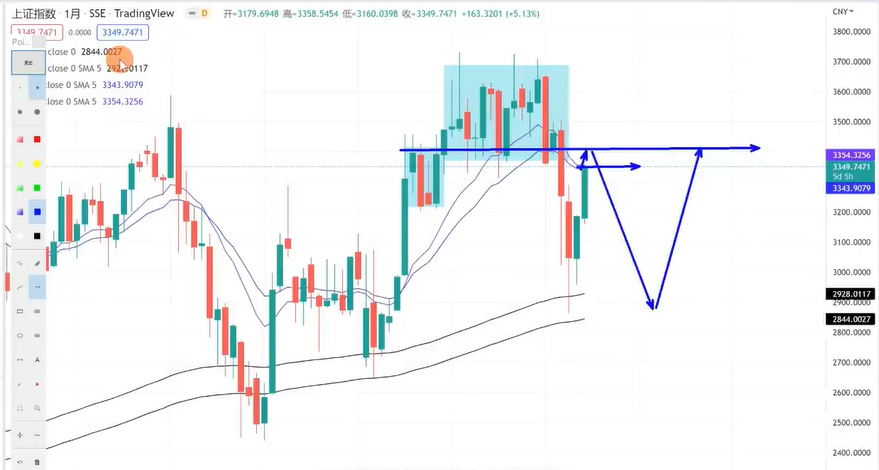 上证指数 · 1月 · SSE · TradingView D 开=3179.6948 高=3358.5454 低=3160.0398 收=3349.7471 +163.3201 (+5.13%) CNY
3349.7471 0.0000 3349.7471
Poi...
close 0 2844.0027
close 0 SMA 5
close 0 SMA 5 3343.9079
close 0 SMA 5 3354.3256
A
3800.0000
3700.0000
3600.0000
3500.0000
3354.3256
3349.7471
9d 5h
3343.9079
3200.0000
3100.0000
3000.0000
2928.0117
2844.0027
2800.0000
2700.0000
2600.0000
2500.0000
2400.0000